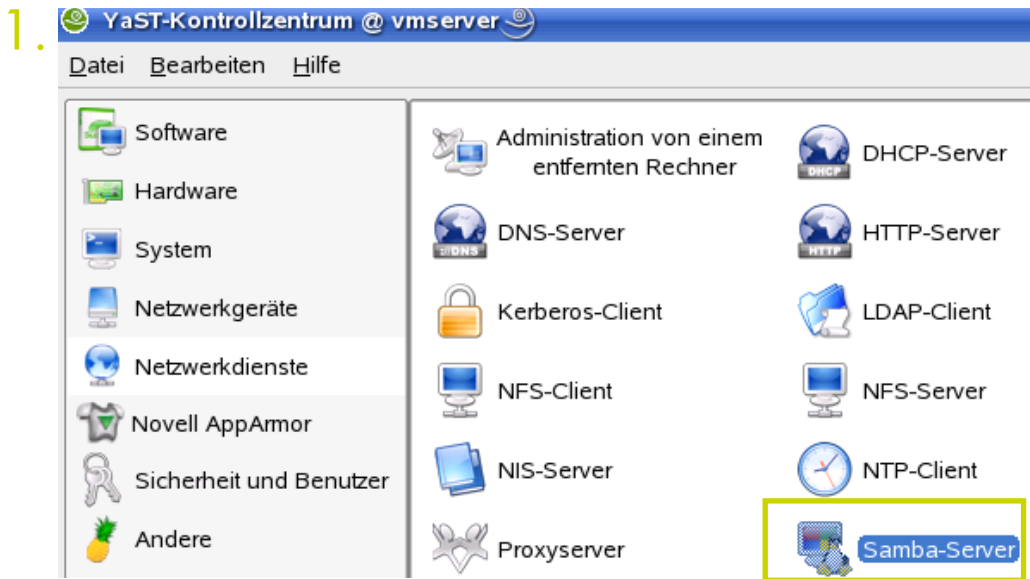 1.
YaST-Kontrollzentrum @ vmserver
Datei Bearbeiten Hilfe
Software
Hardware
System
Netzwerkgeräte
Netzwerkdienste
Novell AppArmor
Sicherheit und Benutzer
Andere
Administration von einem
entfernten Rechner
DHCP-Server
DNS-Server
HTTP-Server
Kerberos-Client
LDAP-Client
NFS-Client
NFS-Server
NIS-Server
NTP-Client
Proxyserver
Samba-Server